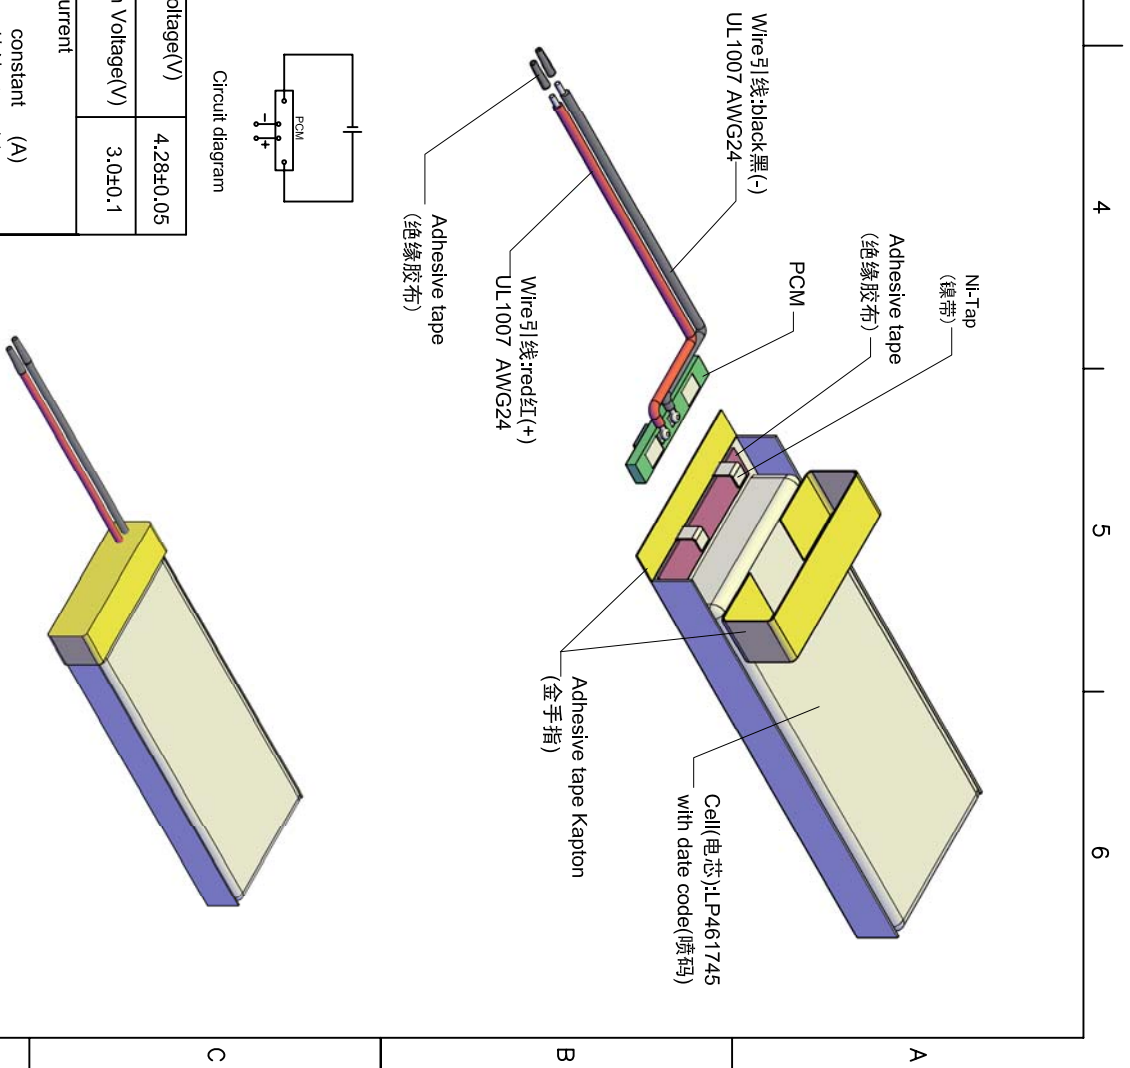 4
5
6
A
B
C
Ni-Tap
(镍带)
Adhesive tape
(绝缘胶布)
PCM
Wire引线:black黑(-)
UL1007 AWG24
Cell(电芯):LP461745
with date code(喷码)
Adhesive tape Kapton
(金手指)
Wire引线:red红(+)
UL1007 AWG24
Adhesive tape
(绝缘胶布)
PCM
- +
Circuit diagram
oltage(V) 4.28±0.05
n Voltage(V) 3.0±0.1
urrent
constant (A)